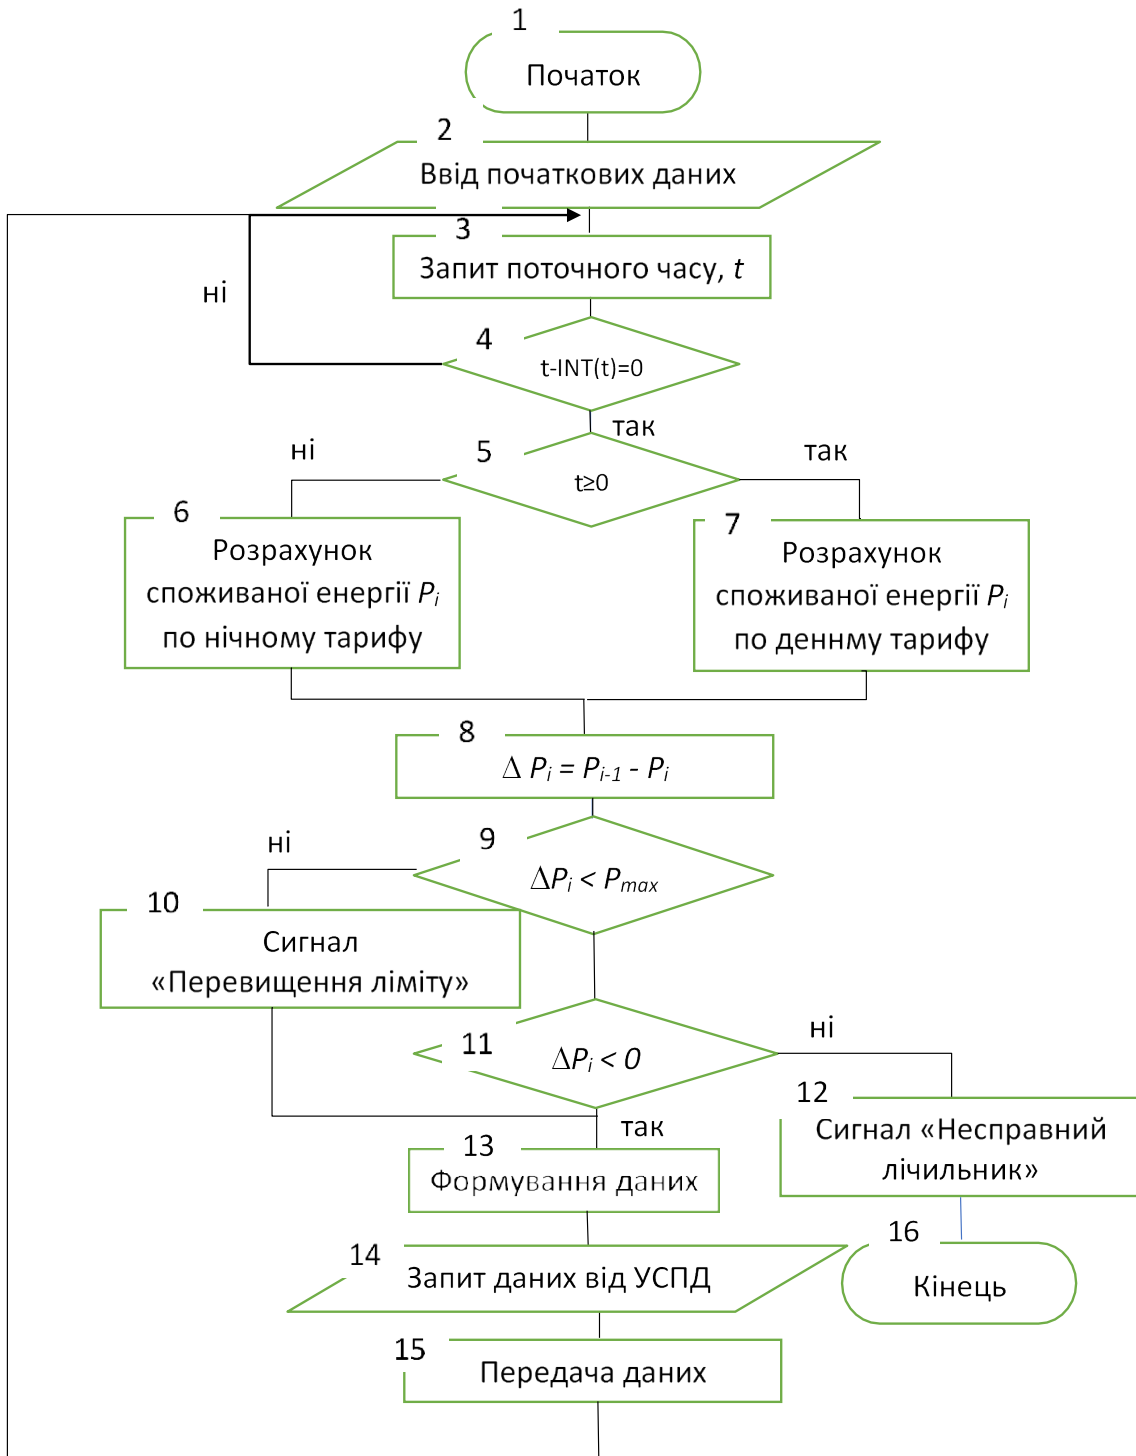 1
Початок
2
Ввід початкових даних
3
Запит поточного часу, t
ні
4
t-INT(t)=0
так
5
t≥0
ні
так
6
Розрахунок
споживаної енергії Pi
по нічному тарифу
7
Розрахунок
споживаної енергії Pi
по деннму тарифу
8
Δ Pi = Pi-1 - Pi
9
ΔPi < Pmax
ні
10
Сигнал
«Перевищення ліміту»
11
ΔPi < 0
ні
12
Сигнал «Несправний
лічильник»
так
13
Формування даних
14
Запит даних від УСПД
16
Кінець
15
Передача даних